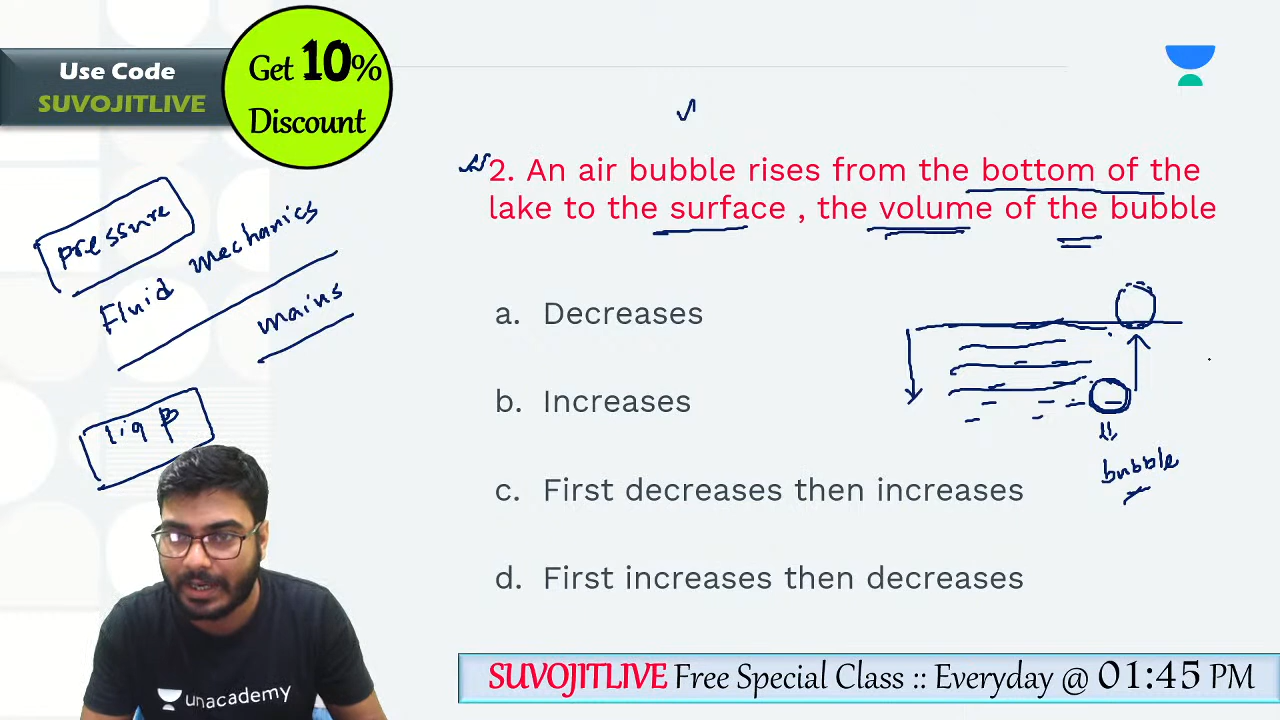 Use Code
SUVOJITLIVE
Get 10%
Discount
2. An air bubble rises from the bottom of the
lake to the surface , the volume of the bubble
a. Decreases
b. Increases
c. First decreases then increases
d. First increases then decreases
pressure
Fluid mechanics
mains
liq P
bubble
unacademy
SUVOJITLIVE Free Special Class :: Everyday @ 01:45 PM